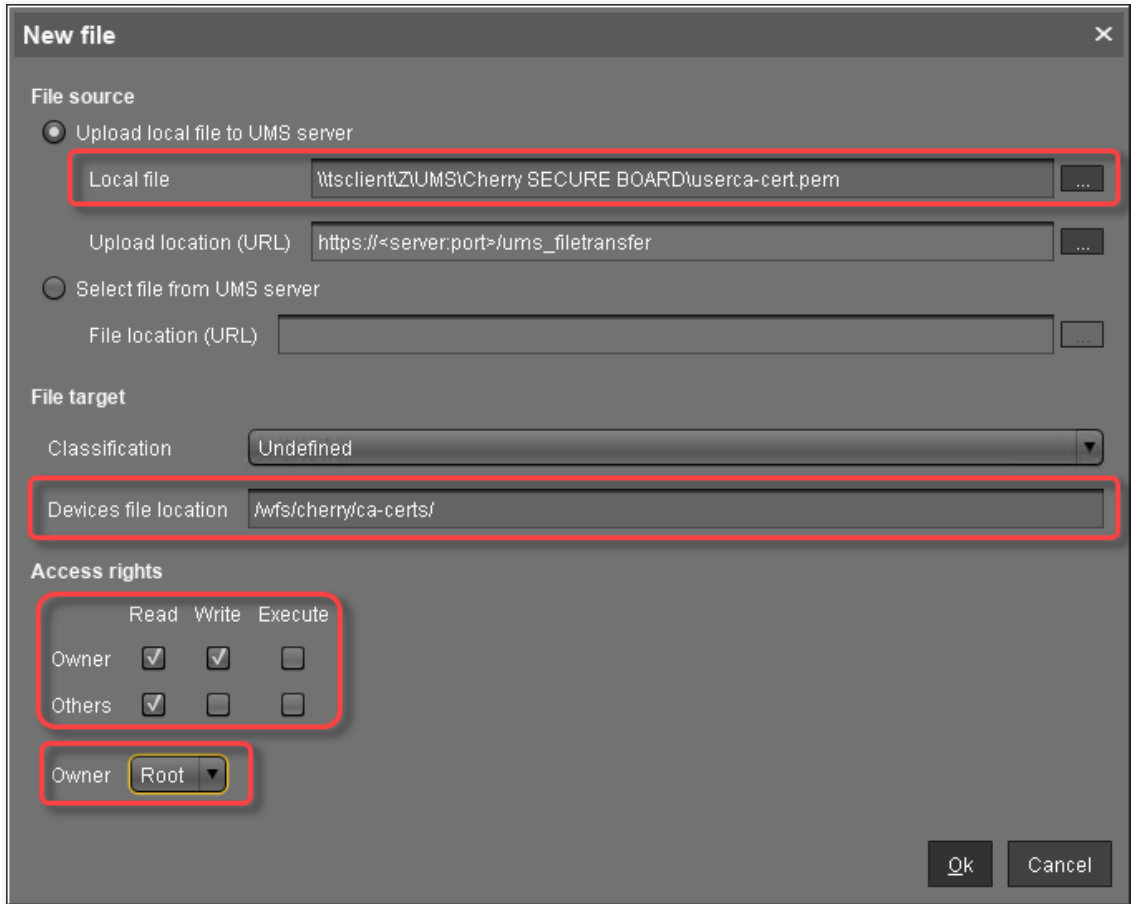 New file
File source
Upload local file to UMS server
Local file \\tsclient\Z\UMS\Cherry SECURE BOARD\userca-cert.pem ...
Upload location (URL) https://<server:port>/ums_filetransfer ...
Select file from UMS server
File location (URL) ...
File target
Classification Undefined
Devices file location /wfs/cherry/ca-certs/
Access rights
Read Write Execute
Owner
Others
Owner Root
Ok Cancel